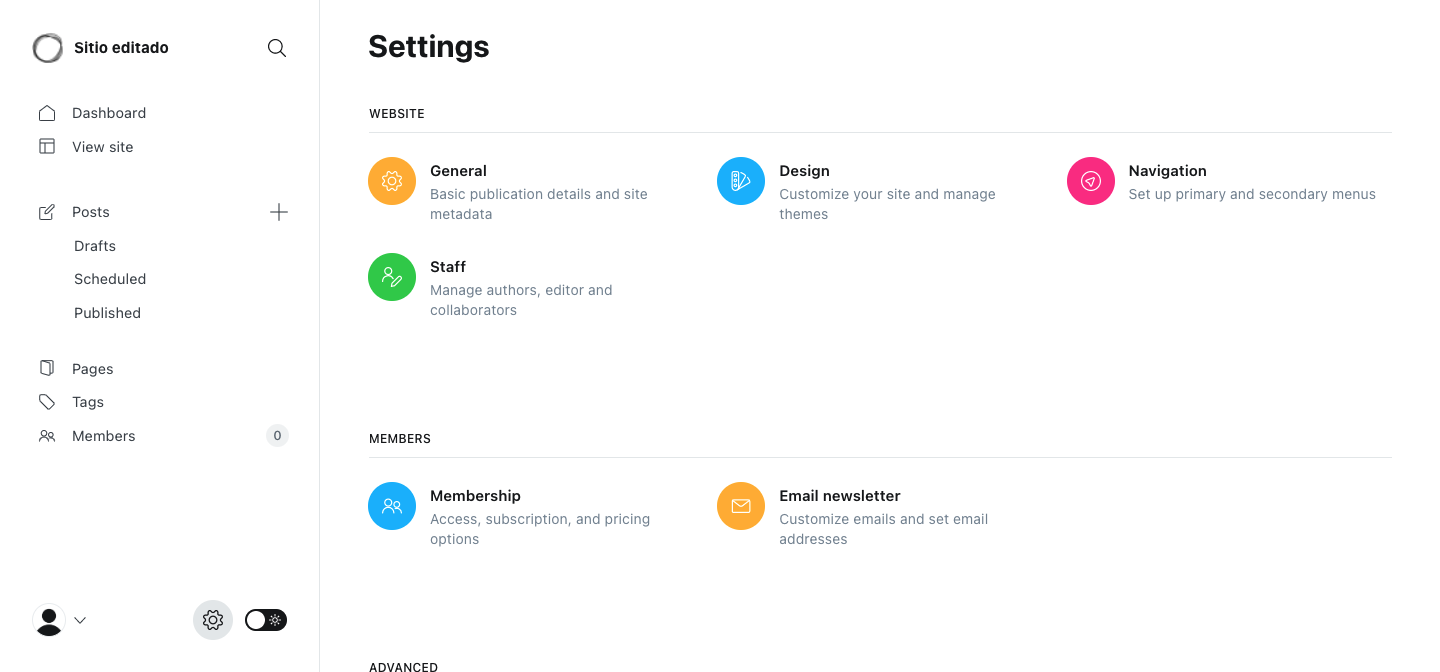 Sitio editado
Dashboard
View site
Posts
Drafts
Scheduled
Published
Pages
Tags
Members
0
Settings
WEBSITE
General
Basic publication details and site
metadata
Design
Customize your site and manage
themes
Navigation
Set up primary and secondary menus
Staff
Manage authors, editor and
collaborators
MEMBERS
Membership
Access, subscription, and pricing
options
Email newsletter
Customize emails and set email
addresses
ADVANCED